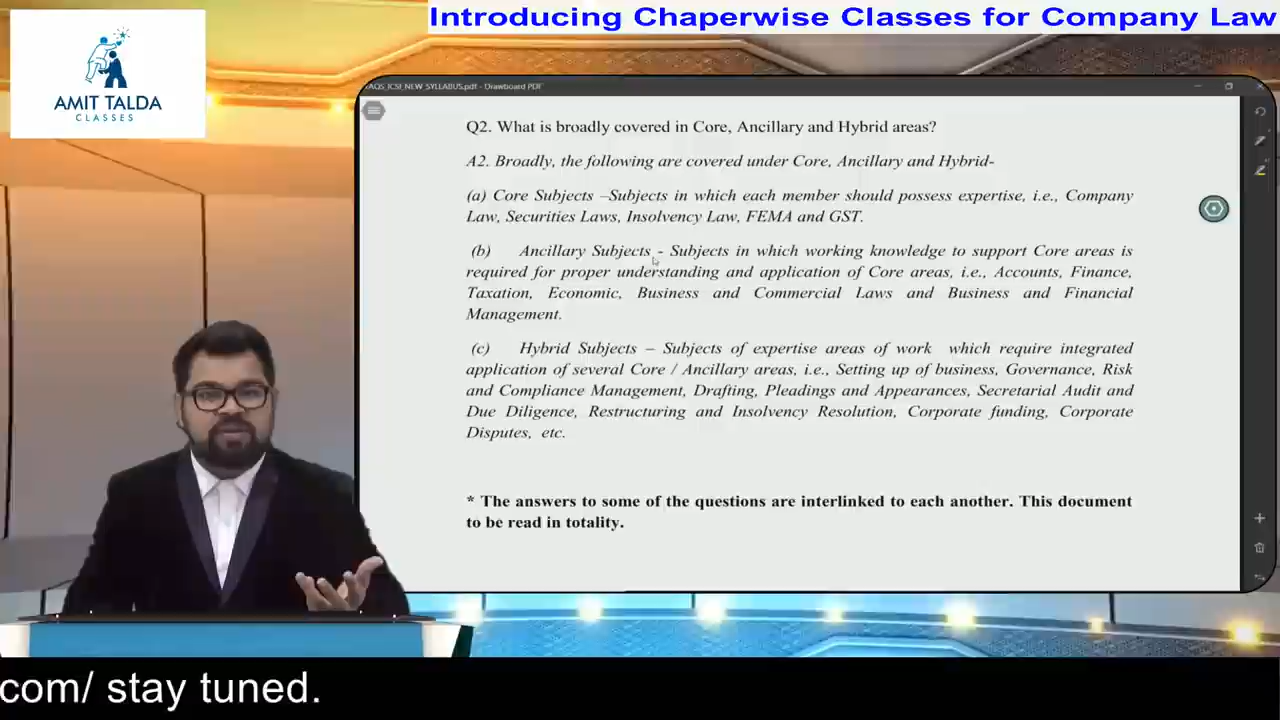 Introducing Chaperwise Classes for Company Law
AMIT TALDA
CLASSES
FAQS_ICSI_NEW_SYLLABUS.pdf - Drawboard PDF
Q2. What is broadly covered in Core, Ancillary and Hybrid areas?
A2. Broadly, the following are covered under Core, Ancillary and Hybrid-
(a) Core Subjects –Subjects in which each member should possess expertise, i.e., Company
Law, Securities Laws, Insolvency Law, FEMA and GST.
(b) Ancillary Subjects - Subjects in which working knowledge to support Core areas is
required for proper understanding and application of Core areas, i.e., Accounts, Finance,
Taxation, Economic, Business and Commercial Laws and Business and Financial
Management.
(c) Hybrid Subjects – Subjects of expertise areas of work which require integrated
application of several Core / Ancillary areas, i.e., Setting up of business, Governance, Risk
and Compliance Management, Drafting, Pleadings and Appearances, Secretarial Audit and
Due Diligence, Restructuring and Insolvency Resolution, Corporate funding, Corporate
Disputes, etc.
* The answers to some of the questions are interlinked to each another. This document
to be read in totality.
com/ stay tuned.